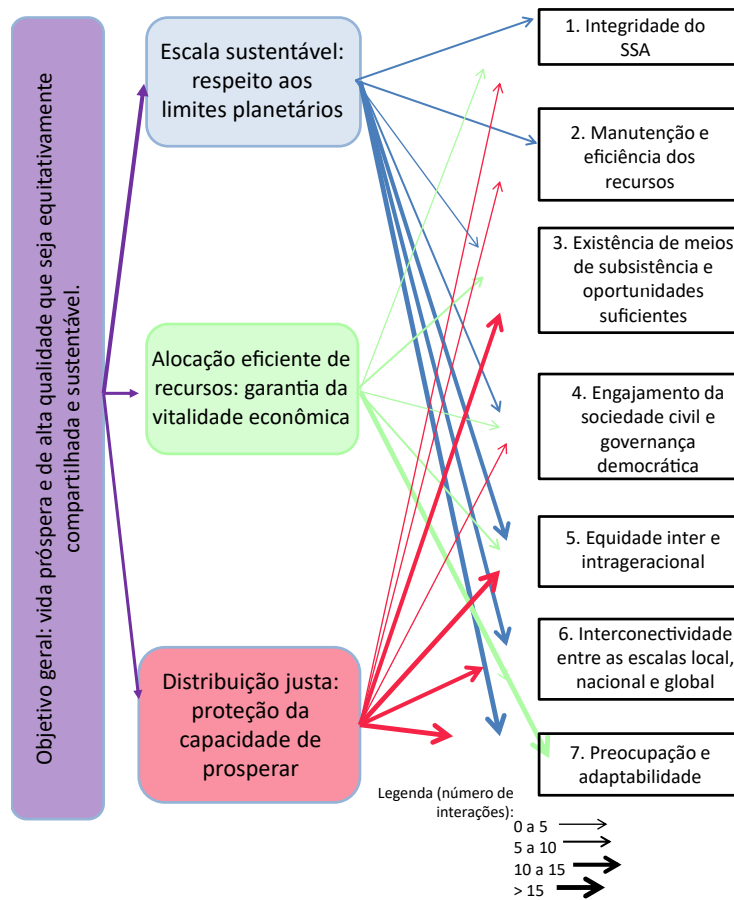 Objetivo geral: vida próspera e de alta qualidade que seja equitativamente
compartilhada e sustentável.
Escala sustentável:
respeito aos
limites planetários
Alocação eficiente de
recursos: garantia da
vitalidade econômica
Distribuição justa:
proteção da
capacidade de
prosperar
1. Integridade do
SSA
2. Manutenção e
eficiência dos
recursos
3. Existência de meios
de subsistência e
oportunidades
suficientes
4. Engajamento da
sociedade civil e
governança
democrática
5. Equidade inter e
intrageracional
6. Interconectividade
entre as escalas local,
nacional e global
7. Preocupação e
adaptabilidade
Legenda (número de
interações):
0 a 5
5 a 10
10 a 15
> 15